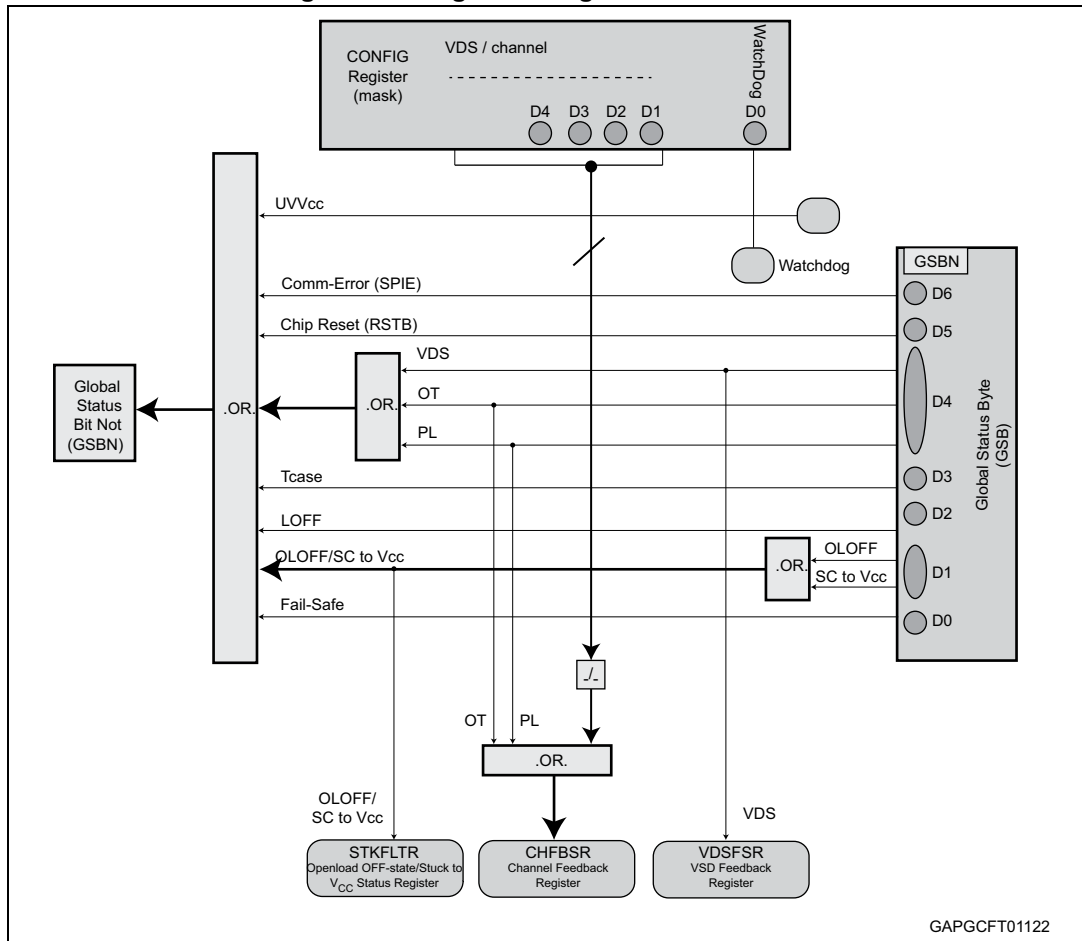 VDS / channel
WatchDog
CONFIG
Register
(mask)
D4
D3
D2
D1
D0
UVVcc
Watchdog
GSBN
Comm-Error (SPIE)
D6
Chip Reset (RSTB)
D5
VDS
Global
Status
Bit Not
(GSBN)
.OR.
.OR.
OT
D4
Global Status Byte
(GSB)
PL
Tcase
D3
LOFF
D2
OLOFF/SC to Vcc
.OR.
OLOFF
SC to Vcc
D1
Fail-Safe
D0
-/-
OT
PL
.OR.
OLOFF/
SC to Vcc
VDS
STKFLTR
Openload OFF-state/Stuck to
VCC Status Register
CHFBSR
Channel Feedback
Register
VDSFSR
VSD Feedback
Register
GAPGCFT01122